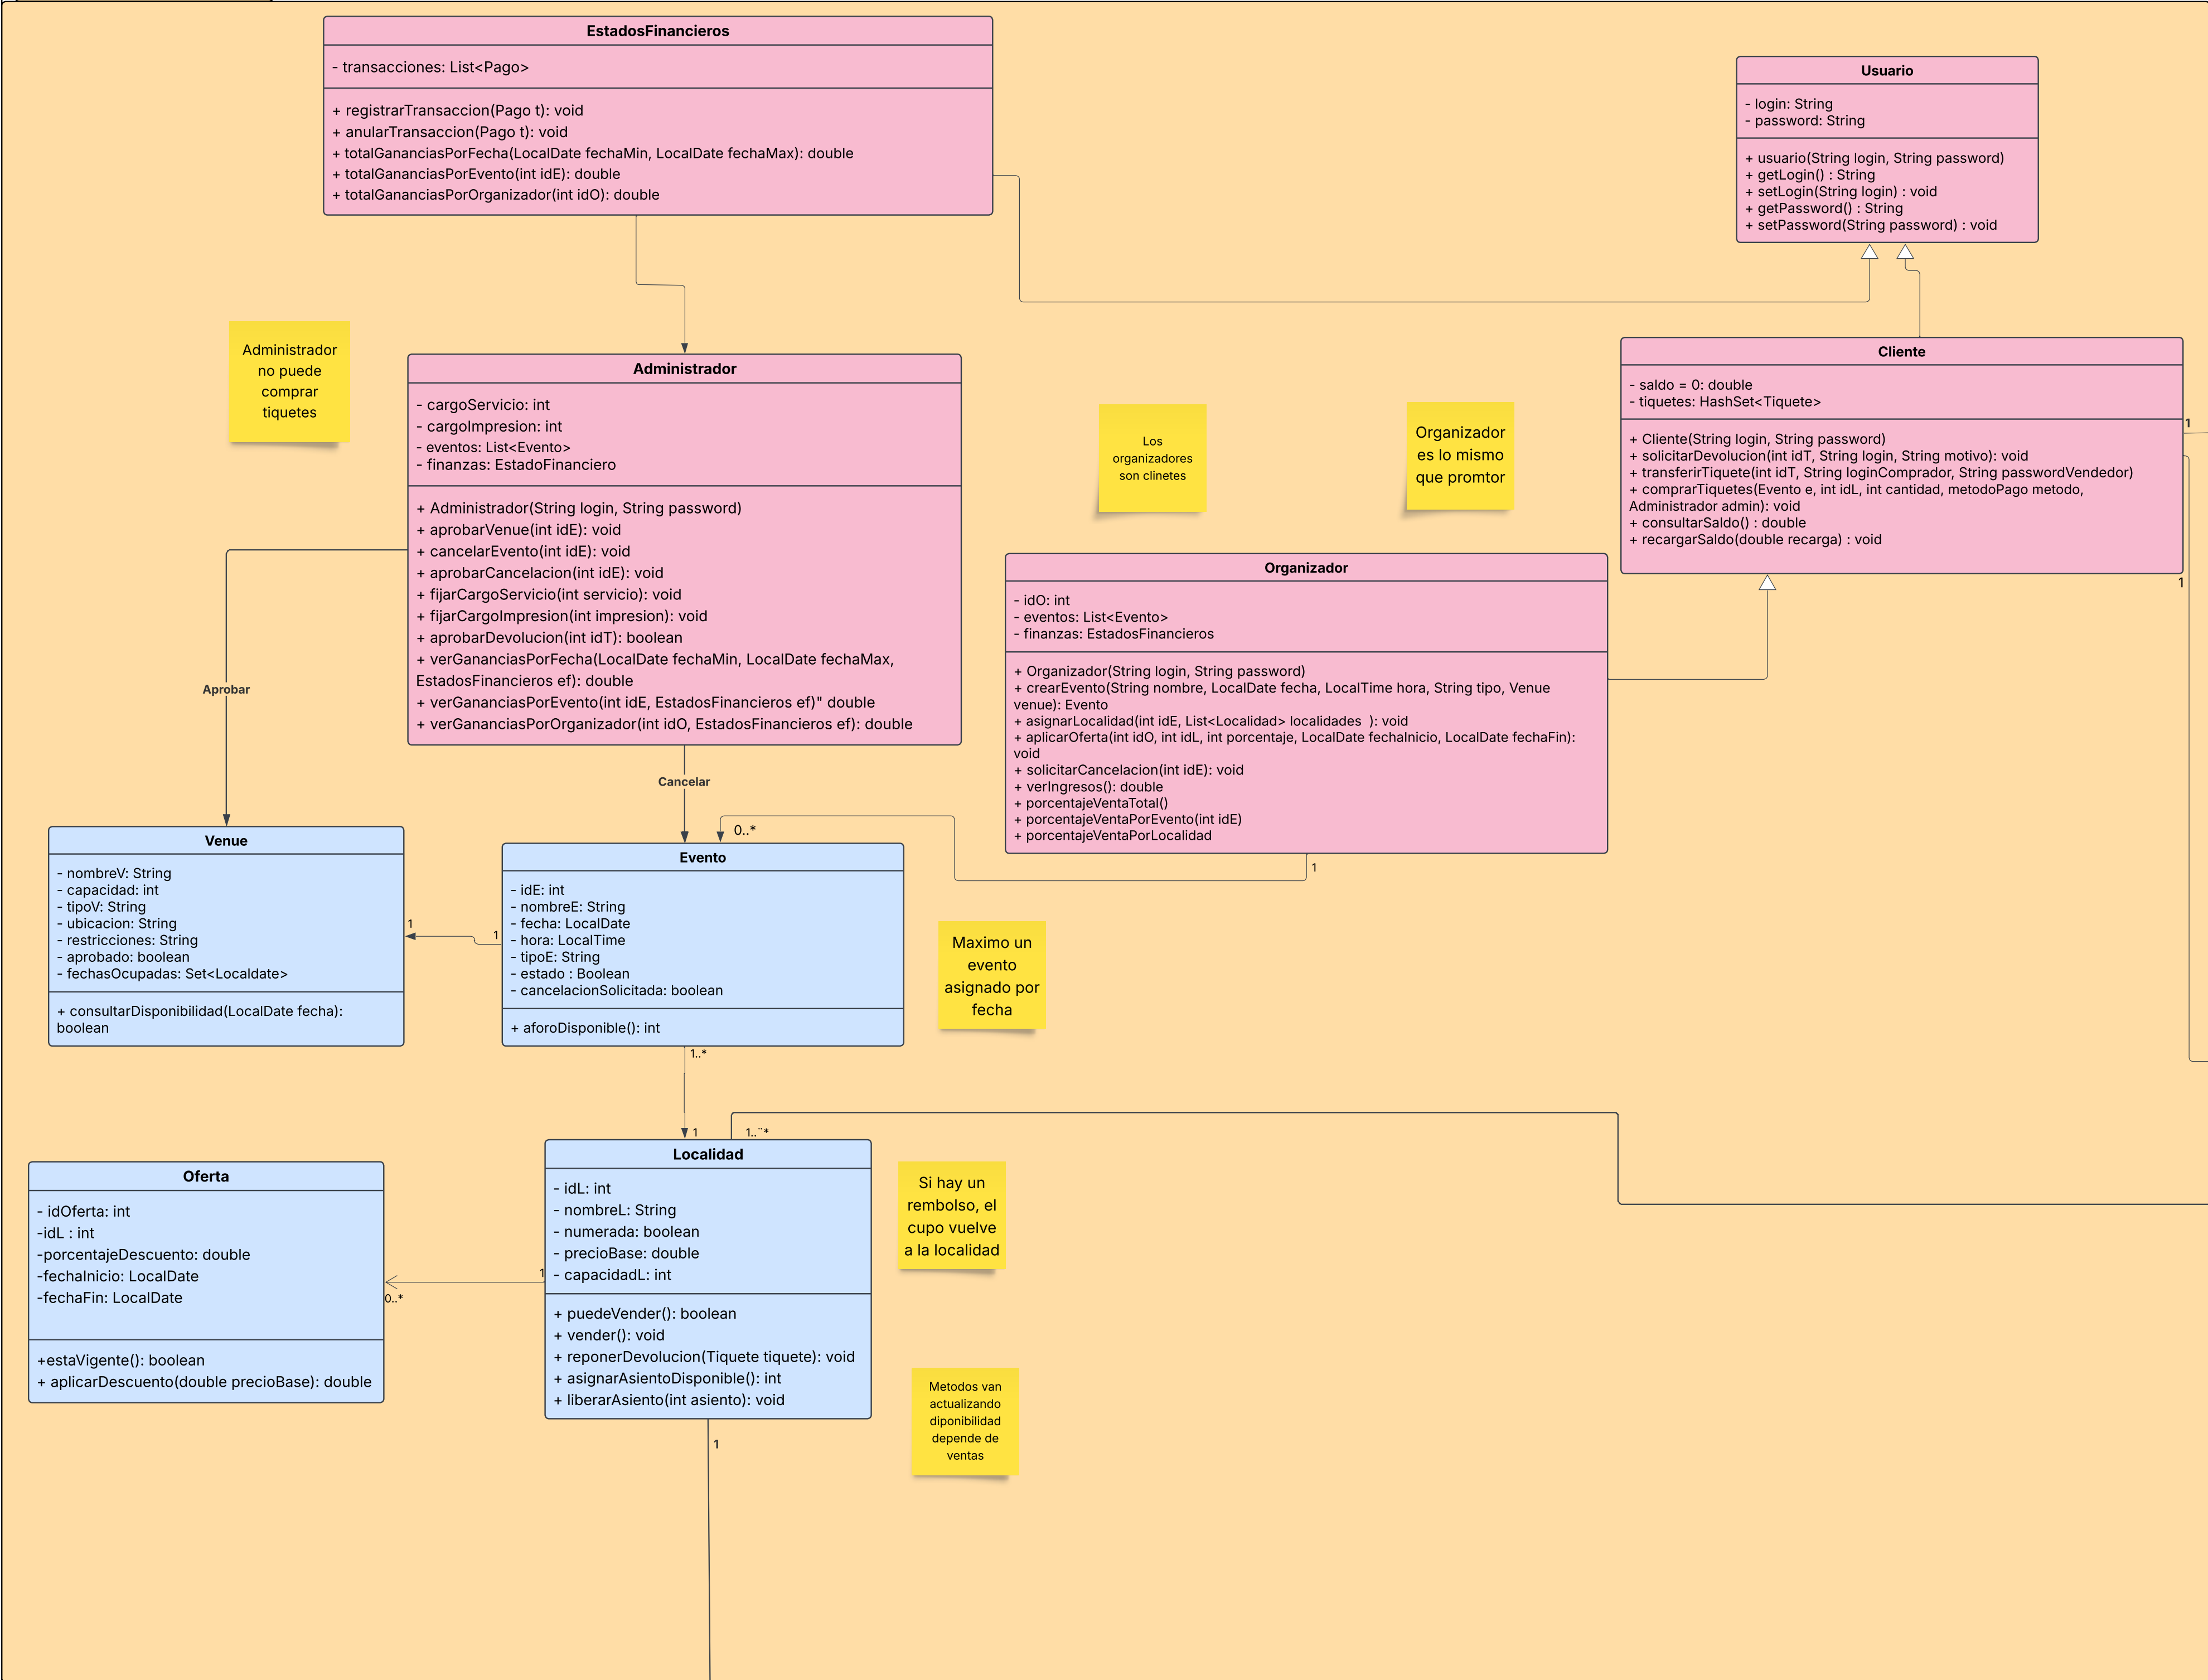 EstadosFinancieros
- transacciones: List<Pago>
+ registrarTransaccion(Pago t): void
+ anularTransaccion(Pago t): void
+ totalGananciasPorFecha(LocalDate fechaMin, LocalDate fechaMax): double
+ totalGananciasPorEvento(int idE): double
+ totalGananciasPorOrganizador(int idO): double
Usuario
- login: String
- password: String
+ usuario(String login, String password)
+ getLogin() : String
+ setLogin(String login) : void
+ getPassword() : String
+ setPassword(String password) : void
Administrador
no puede
comprar
tiquetes
Administrador
- cargoServicio: int
- cargoImpresion: int
- eventos: List<Evento>
- finanzas: EstadoFinanciero
+ Administrador(String login, String password)
+ aprobarVenue(int idE): void
+ cancelarEvento(int idE): void
+ aprobarCancelacion(int idE): void
+ fijarCargoServicio(int servicio): void
+ fijarCargoImpresion(int impresion): void
+ aprobarDevolucion(int idT): boolean
+ verGananciasPorFecha(LocalDate fechaMin, LocalDate fechaMax,
EstadosFinancieros ef): double
+ verGananciasPorEvento(int idE, EstadosFinancieros ef)" double
+ verGananciasPorOrganizador(int idO, EstadosFinancieros ef): double
Los
organizadores
son clinetes
Organizador
es lo mismo
que promtor
Cliente
- saldo = 0: double
- tiquetes: HashSet<Tiquete>
+ Cliente(String login, String password)
+ solicitarDevolucion(int idT, String login, String motivo): void
+ transferirTiquete(int idT, String loginComprador, String passwordVendedor)
+ comprarTiquetes(Evento e, int idL, int cantidad, metodoPago metodo,
Administrador admin): void
+ consultarSaldo() : double
+ recargarSaldo(double recarga) : void
1
1
Organizador
- idO: int
- eventos: List<Evento>
- finanzas: EstadosFinancieros
+ Organizador(String login, String password)
+ crearEvento(String nombre, LocalDate fecha, LocalTime hora, String tipo, Venue
venue): Evento
+ asignarLocalidad(int idE, List<Localidad> localidades  ): void
+ aplicarOferta(int idO, int idL, int porcentaje, LocalDate fechaInicio, LocalDate fechaFin):
void
+ solicitarCancelacion(int idE): void
+ verIngresos(): double
+ porcentajeVentaTotal()
+ porcentajeVentaPorEvento(int idE)
+ porcentajeVentaPorLocalidad
1
Aprobar
Cancelar
0..*
Venue
- nombreV: String
- capacidad: int
- tipoV: String
- ubicacion: String
- restricciones: String
- aprobado: boolean
- fechasOcupadas: Set<Localdate>
+ consultarDisponibilidad(LocalDate fecha):
boolean
1
1
Evento
- idE: int
- nombreE: String
- fecha: LocalDate
- hora: LocalTime
- tipoE: String
- estado : Boolean
- cancelacionSolicitada: boolean
+ aforoDisponible(): int
Maximo un
evento
asignado por
fecha
1..*
1
1..¨*
Oferta
- idOferta: int
-idL : int
-porcentajeDescuento: double
-fechaInicio: LocalDate
-fechaFin: LocalDate
+estaVigente(): boolean
+ aplicarDescuento(double precioBase): double
0..*
1
Localidad
- idL: int
- nombreL: String
- numerada: boolean
- precioBase: double
- capacidadL: int
+ puedeVender(): boolean
+ vender(): void
+ reponerDevolucion(Tiquete tiquete): void
+ asignarAsientoDisponible(): int
+ liberarAsiento(int asiento): void
1
Si hay un
rembolso, el
cupo vuelve
a la localidad
Metodos van
actualizando
diponibilidad
depende de
ventas